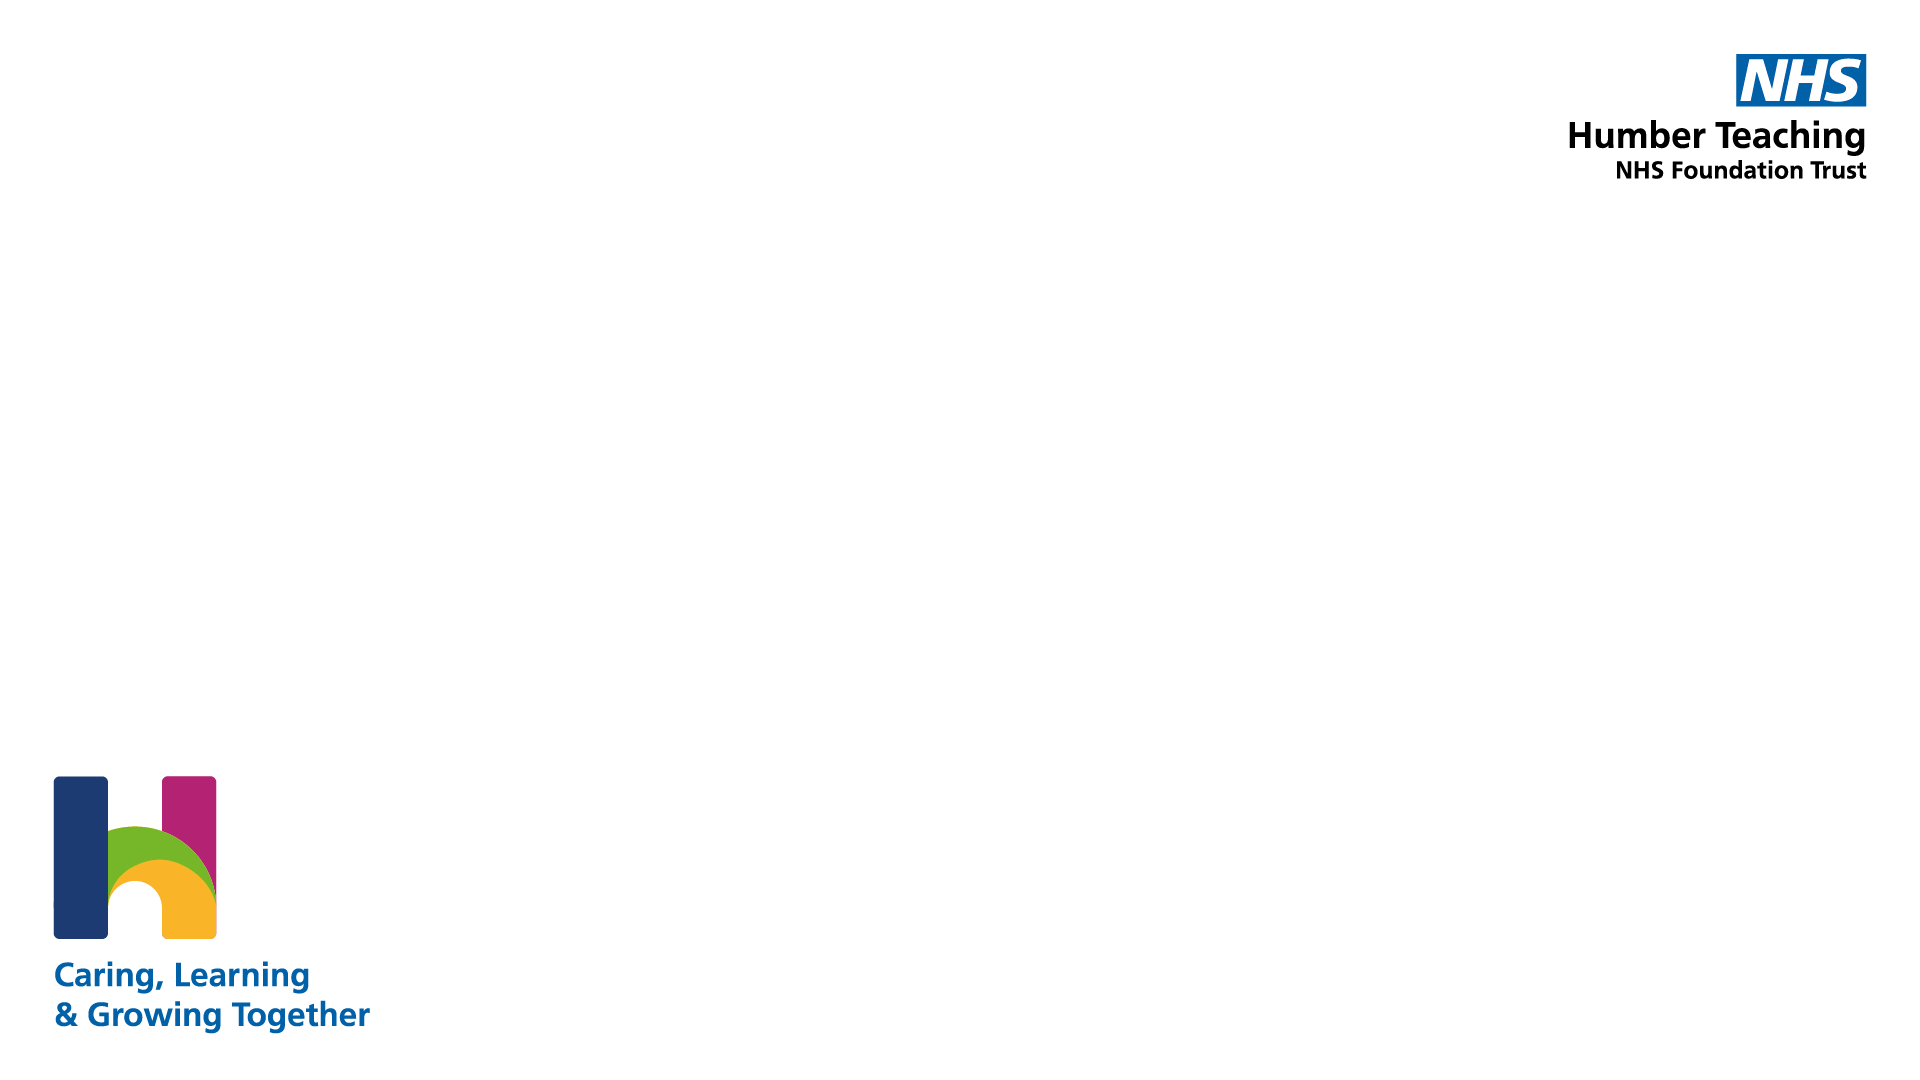 NHS
Humber Teaching
NHS Foundation Trust
Caring, Learning
& Growing Together